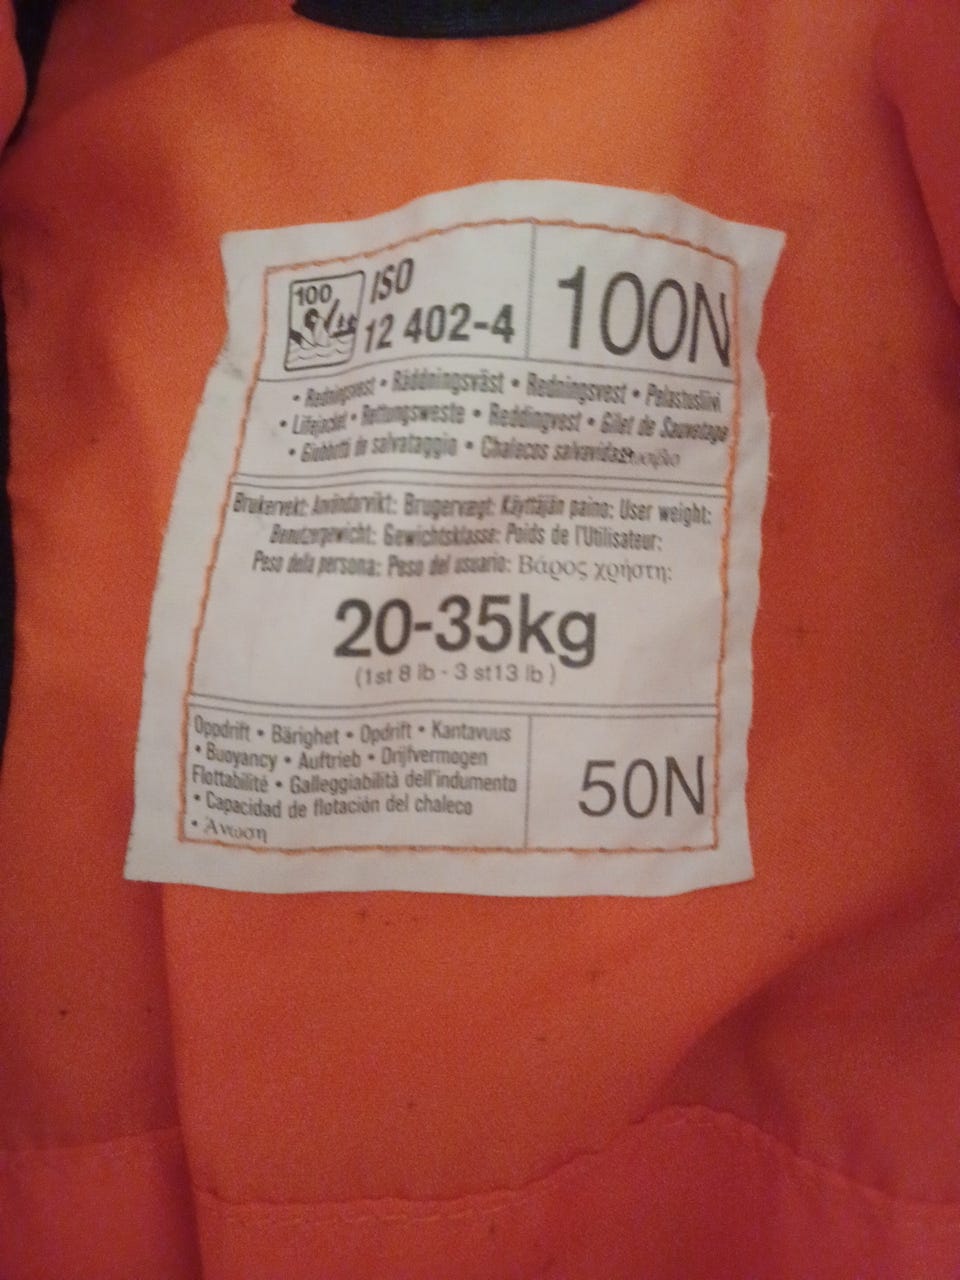 100
ISO
12 402-4
100N
• Redningsvest • Räddningsväst • Redningsvest • Pelastusliivi
• Lifejacket • Rettungsweste • Reddingvest • Gilet de Sauvetage
• Giubbotti de salvataggio • Chalecos salvavidas
Brukervekt: Användarvikt: Brugervægt: Käyttäjän paino: User weight:
Benutzergewicht: Gewichtsklasse: Poids de l'Utilisateur:
Peso della persona: Peso del usuario: Βάρος χρήστη:
20-35kg
(1st 8 lb - 3 st13 lb )
Oppdrift • Bärighet • Opdrift • Kantavuus
• Buoyancy • Auftrieb • Drijfvermogen
Flottabilité • Galleggiabilità dell'indumento
• Capacidad de flotación del chaleco
• Άνωση
50N